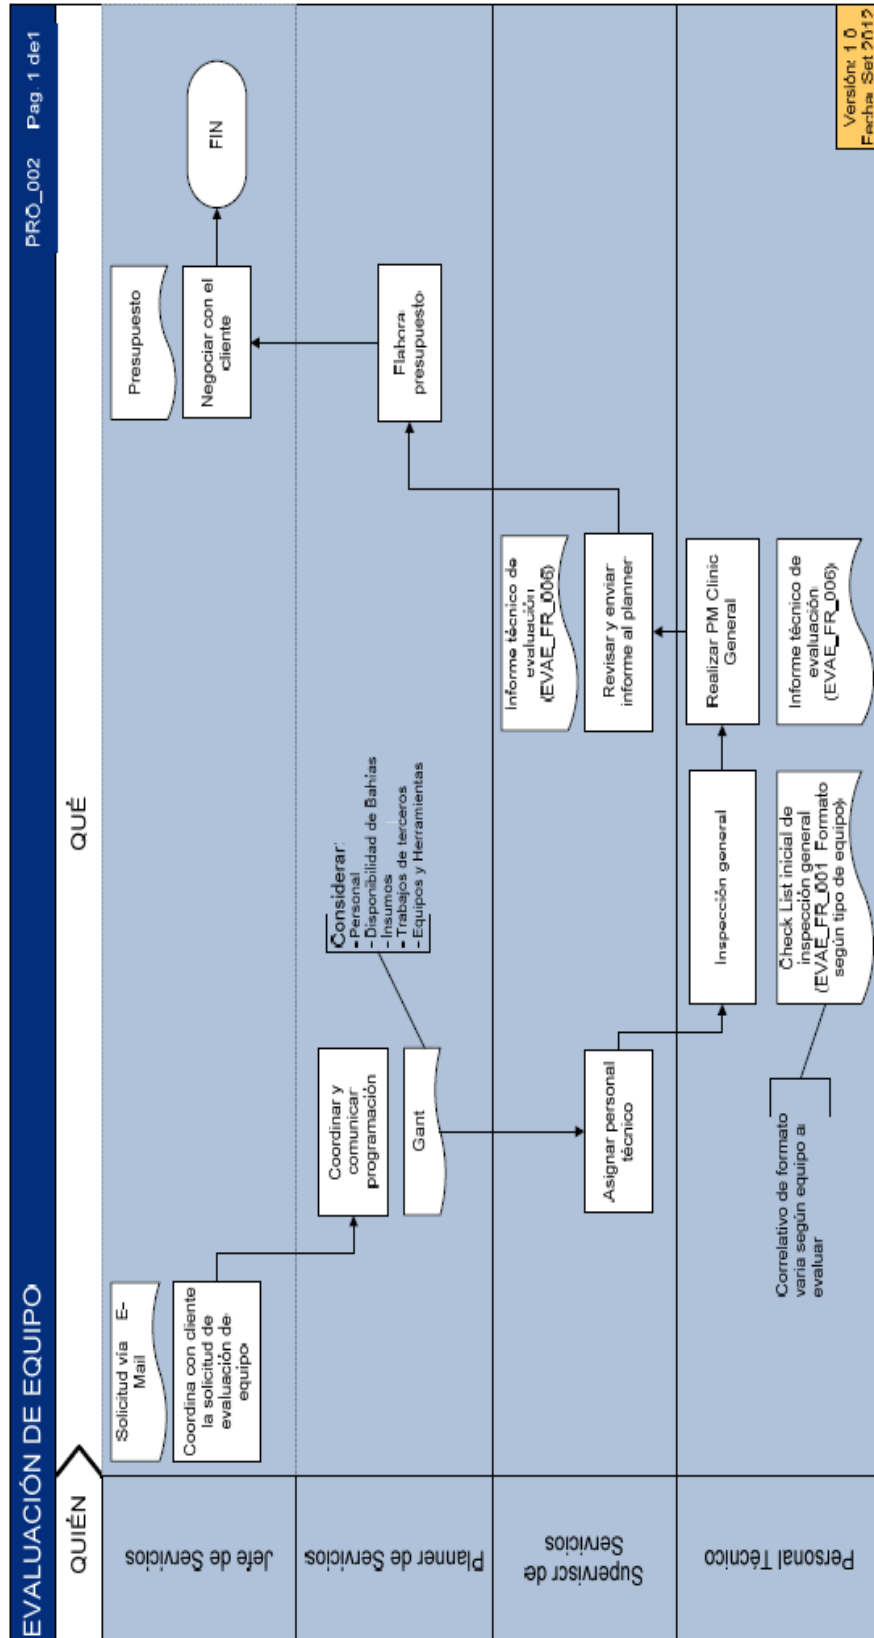 EVALUACIÓN DE EQUIPO
PRO_002 Pag. 1 de1
QUIÉN
QUÉ
Jefe de Servicios
Solicitud vía E-
Mail
Coordina con cliente
la solicitud de
evaluación de
equipo
Presupuesto
Negociar con el
cliente
FIN
Planner de Servicios
Coordinar y
comunicar
programación
Gant
Considerar:
- Personal
- Disponibilidad de Bahías
- Insumos
- Trabajos de terceros
- Equipos y Herramientas
Elabora
presupuesto
Supervisor de
Servicios
Asignar personal
técnico
Informe técnico de
evaluación
(EVAE_FR_006)
Revisar y enviar
informe al planner
Personal Técnico
Correlativo de formato
varia según equipo a
evaluar
Inspección general
Check List inicial de
inspección general
(EVAE_FR_001 Formato
según tipo de equipo)
Realizar PM Clinic
General
Informe técnico de
evaluación
(EVAE_FR_006)
Versión: 1.0
Fecha: Set 2012